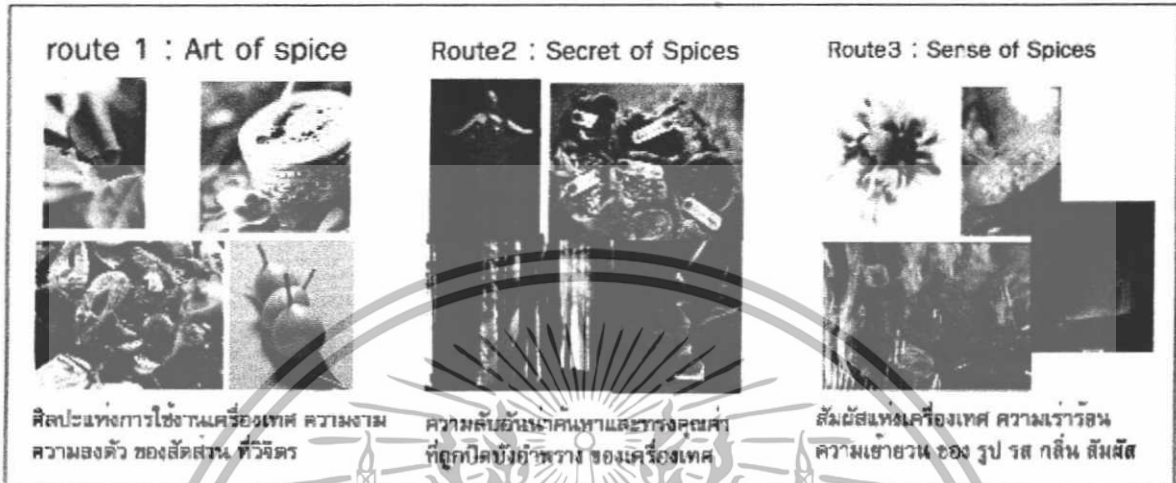 route 1 : Art of spice
ศิลปะแห่งการใช้งานเครื่องเทศ ความงาม
ความลงตัว ของสัดส่วน ที่วิจิตร
Route2 : Secret of Spices
ความลับอันน่าค้นหาและทรงคุณค่า
ที่ถูกปิดบังอำพราง ของเครื่องเทศ
Route3 : Sense of Spices
สัมผัสแห่งเครื่องเทศ ความเร่าร้อน
ความเย้ายวน ของ รูป รส กลิ่น สัมผัส